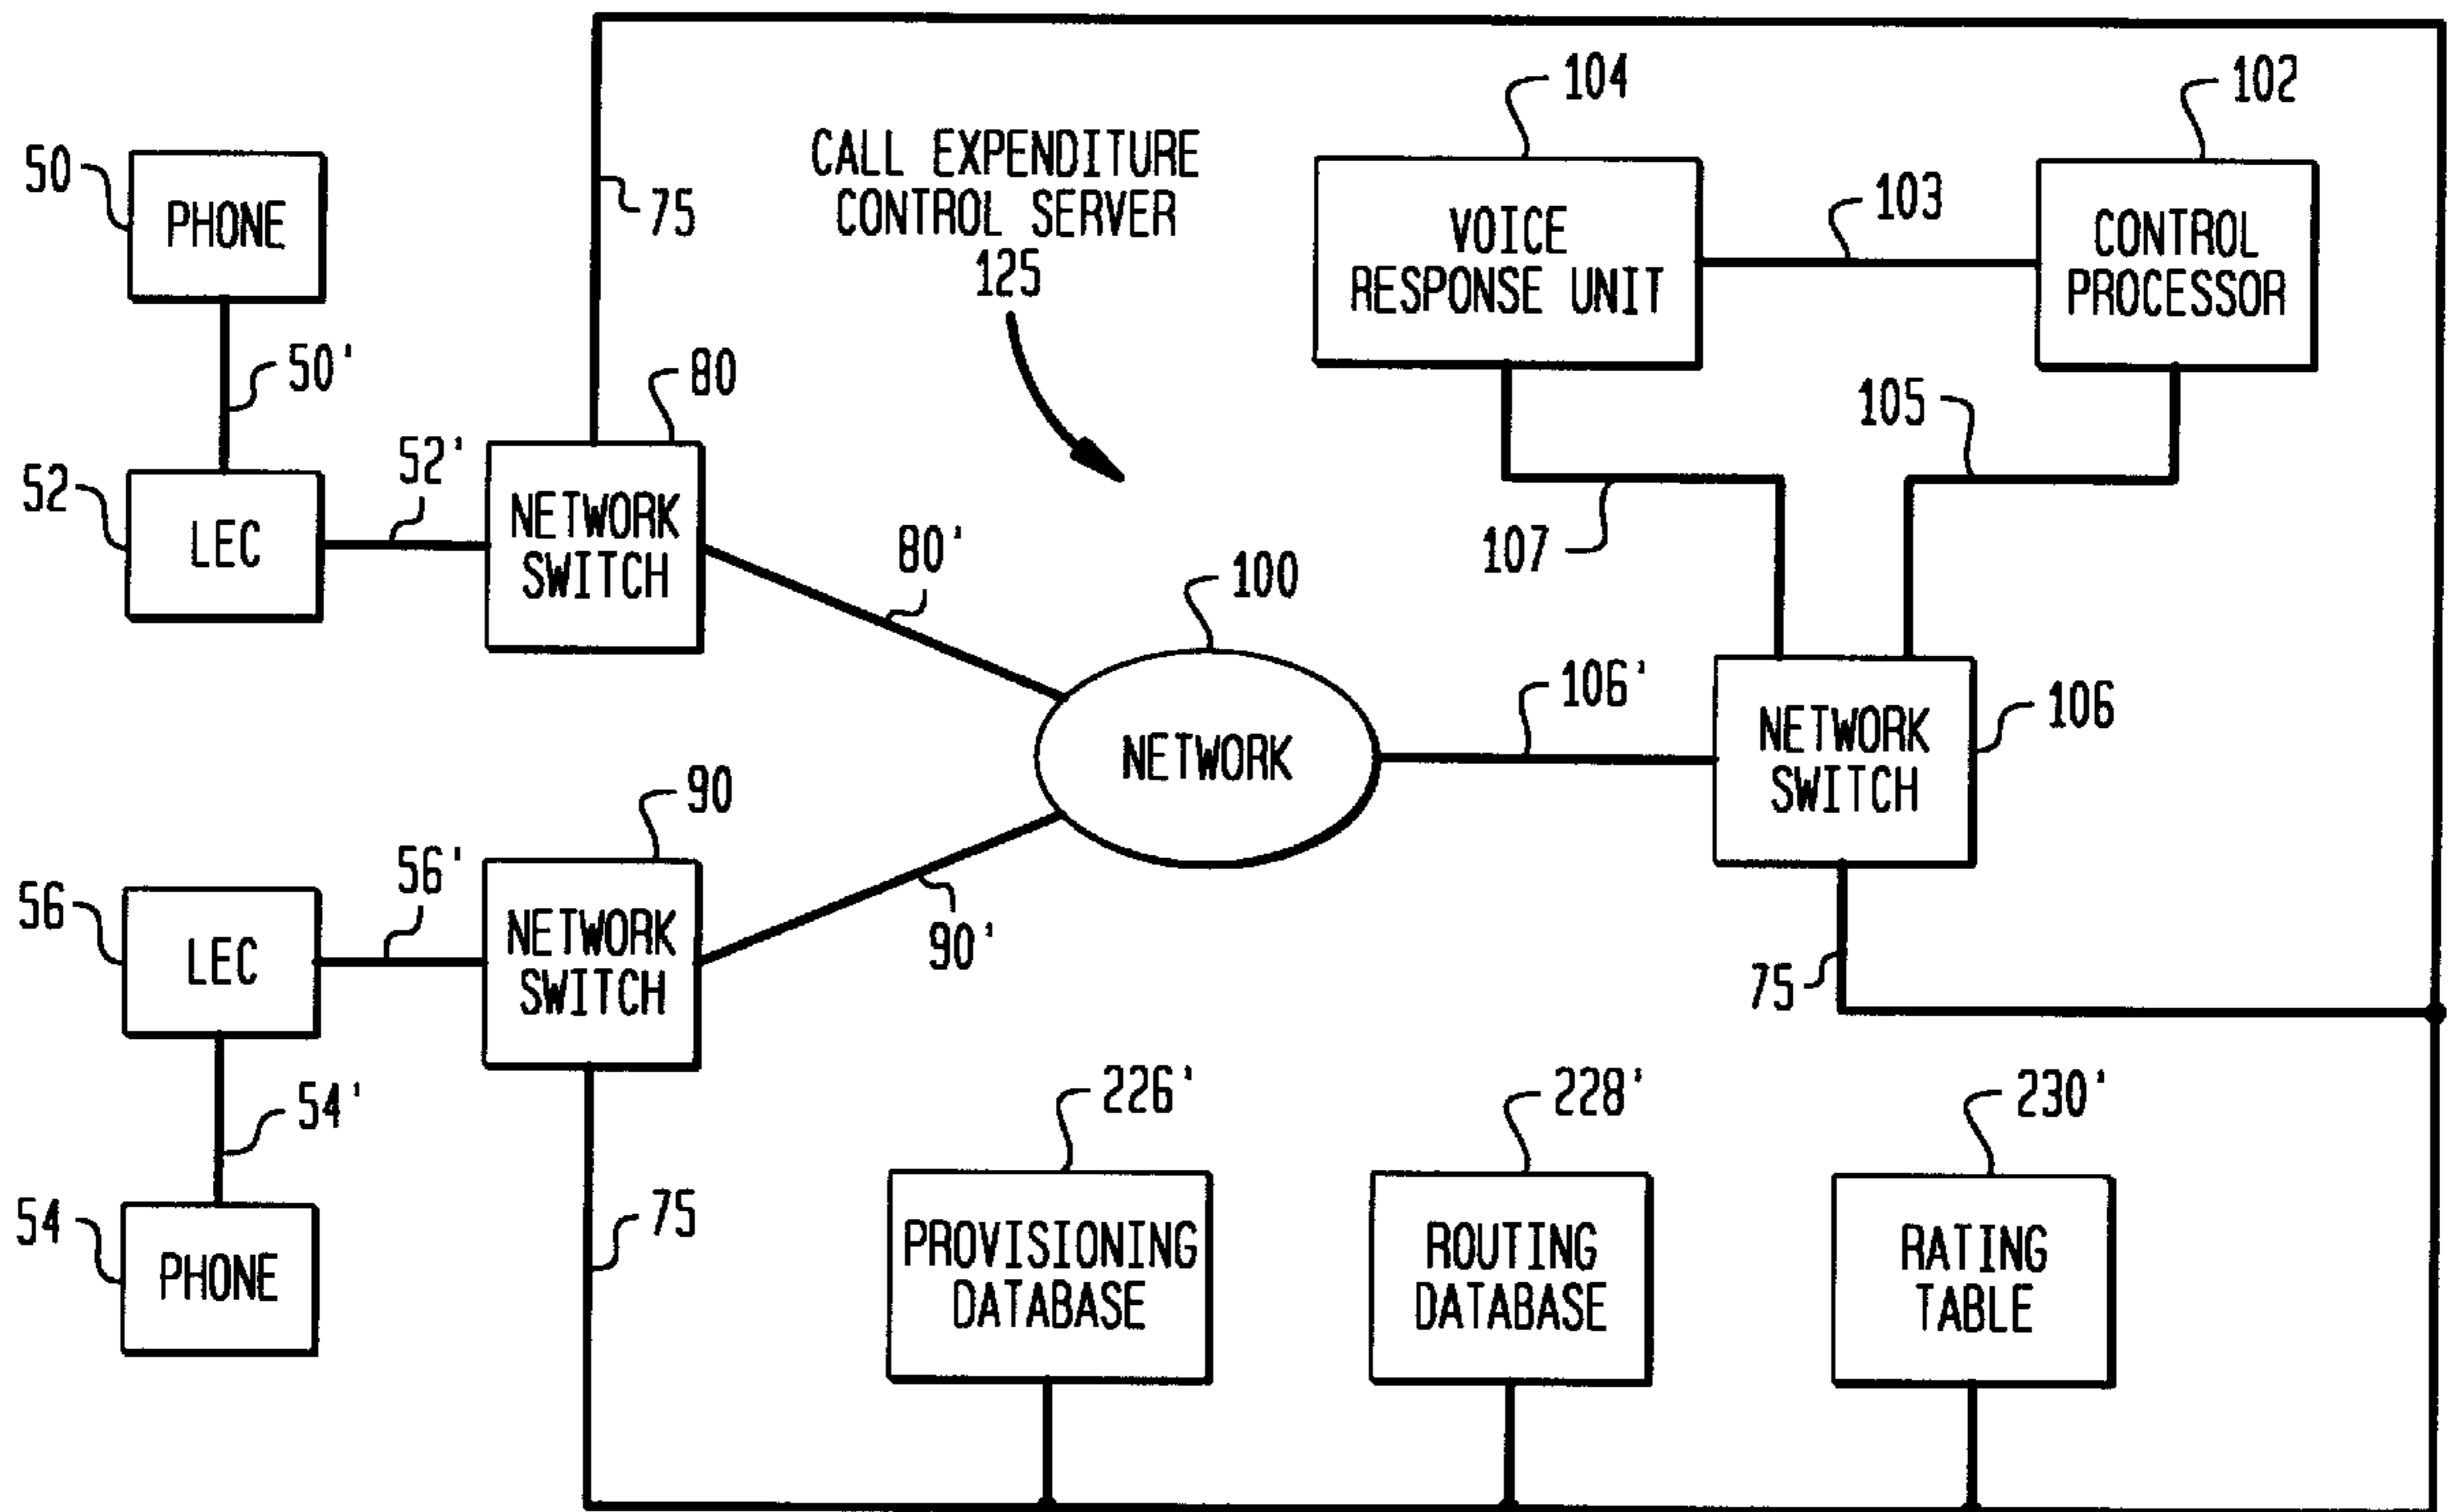 104
102
CALL EXPENDITURE
CONTROL SERVER
125
50
PHONE
75
VOICE
RESPONSE UNIT
103
CONTROL
PROCESSOR
50'
80
105
52
LEC
52'
NETWORK
SWITCH
107
80'
100
NETWORK
106'
NETWORK
SWITCH
106
90
56
LEC
56'
NETWORK
SWITCH
90'
75
54'
226'
228'
230'
54
PHONE
75
PROVISIONING
DATABASE
ROUTING
DATABASE
RATING
TABLE